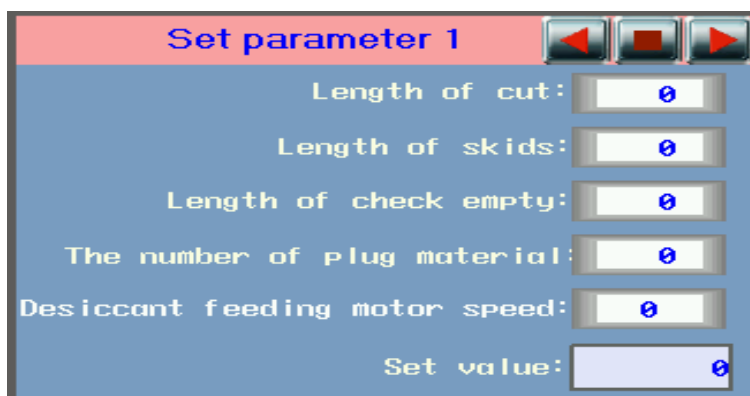 Set parameter 1
Length of cut: 0
Length of skids: 0
Length of check empty: 0
The number of plug material: 0
Desiccant feeding motor speed: 0
Set value: 0